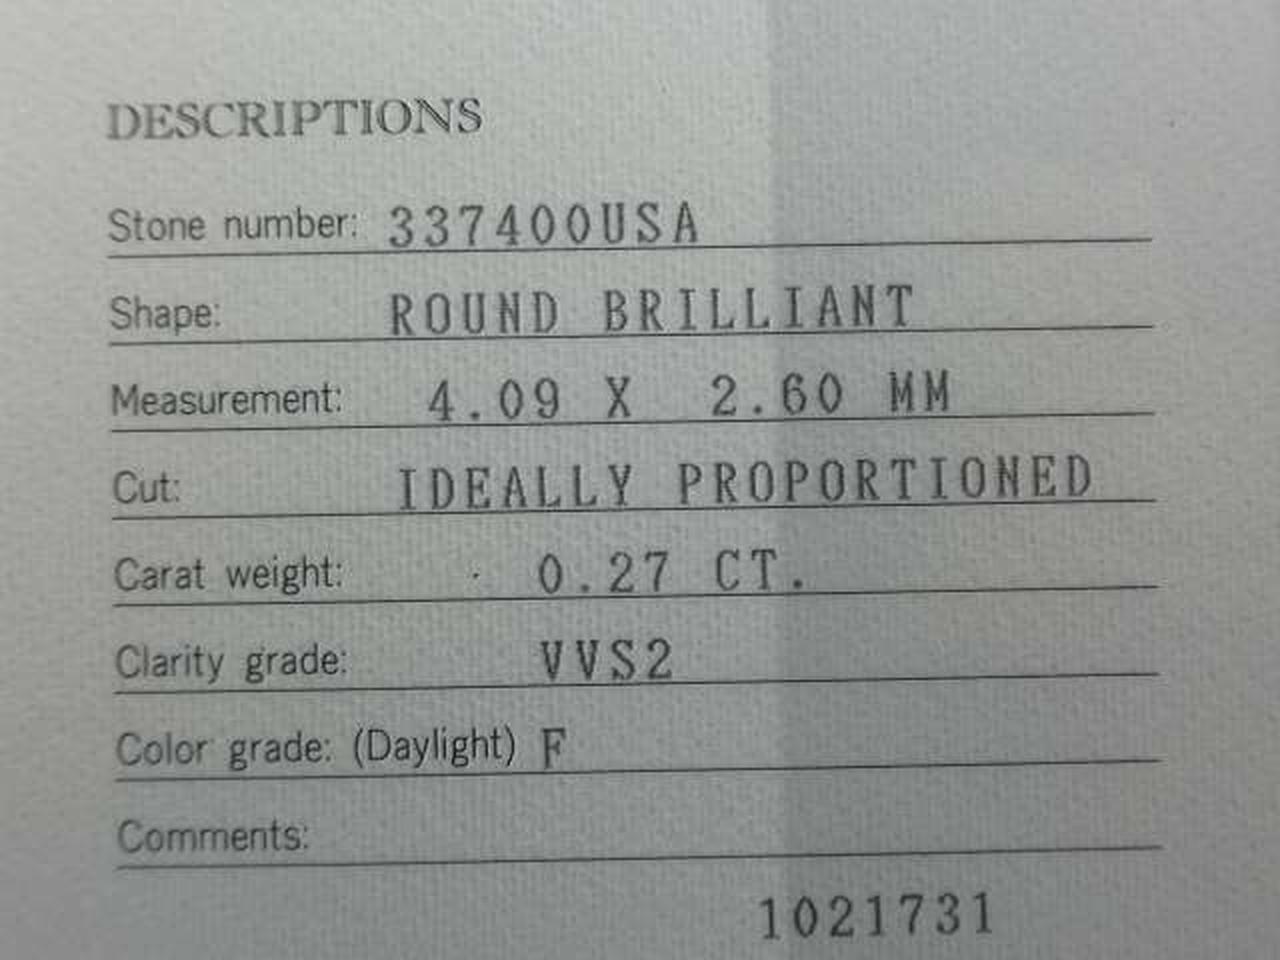 DESCRIPTIONS
Stone number: 337400USA
Shape: ROUND BRILLIANT
Measurement: 4.09 X 2.60 MM
Cut: IDEALLY PROPORTIONED
Carat weight: 0.27 CT.
Clarity grade: VVS2
Color grade: (Daylight) F
Comments:
1021731